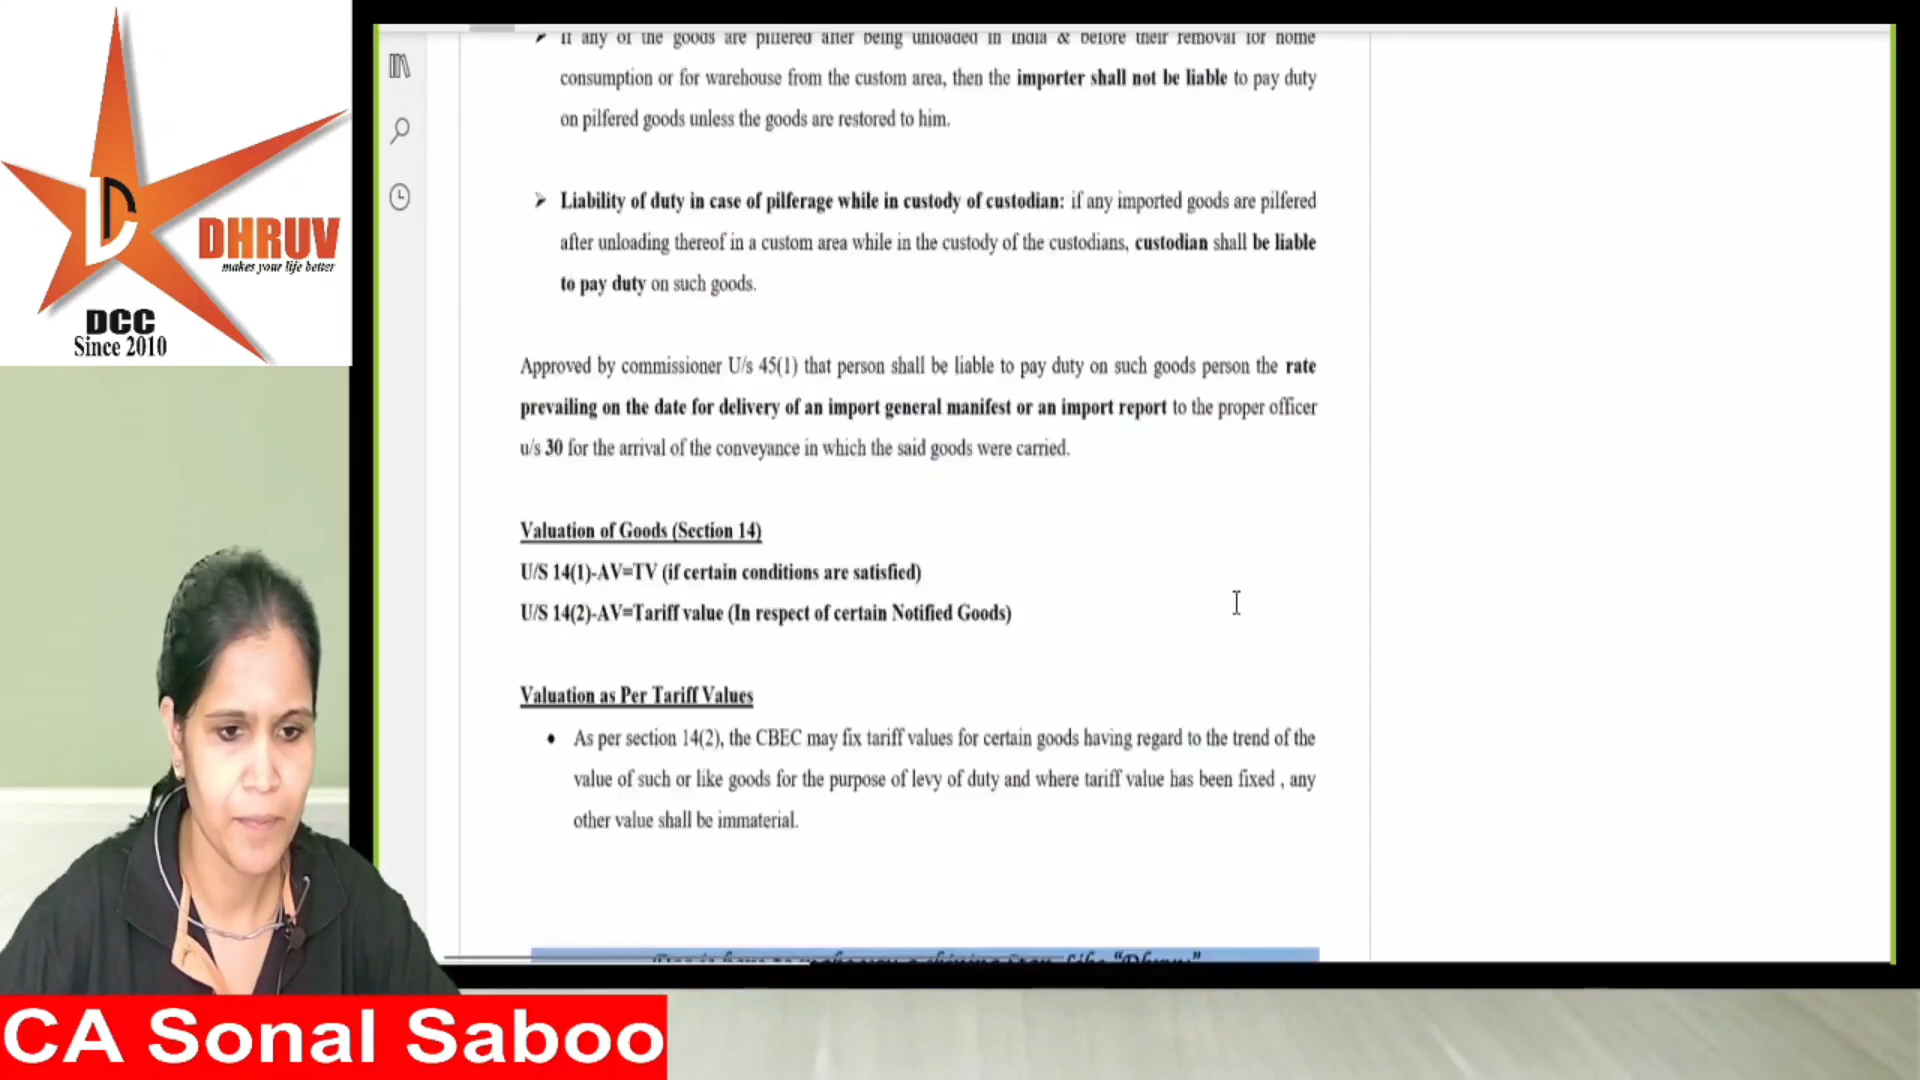 DHRUV
makes your life better
DCC
Since 2010
If any of the goods are pilfered after being unloaded in India & before their removal for home
consumption or for warehouse from the custom area, then the importer shall not be liable to pay duty
on pilfered goods unless the goods are restored to him.
➤ Liability of duty in case of pilferage while in custody of custodian: if any imported goods are pilfered
after unloading thereof in a custom area while in the custody of the custodians, custodian shall be liable
to pay duty on such goods.
Approved by commissioner U/s 45(1) that person shall be liable to pay duty on such goods person the rate
prevailing on the date for delivery of an import general manifest or an import report to the proper officer
u/s 30 for the arrival of the conveyance in which the said goods were carried.
Valuation of Goods (Section 14)
U/S 14(1)-AV=TV (if certain conditions are satisfied)
U/S 14(2)-AV=Tariff value (In respect of certain Notified Goods)
Valuation as Per Tariff Values
• As per section 14(2), the CBEC may fix tariff values for certain goods having regard to the trend of the
value of such or like goods for the purpose of levy of duty and where tariff value has been fixed , any
other value shall be immaterial.
CA Sonal Saboo